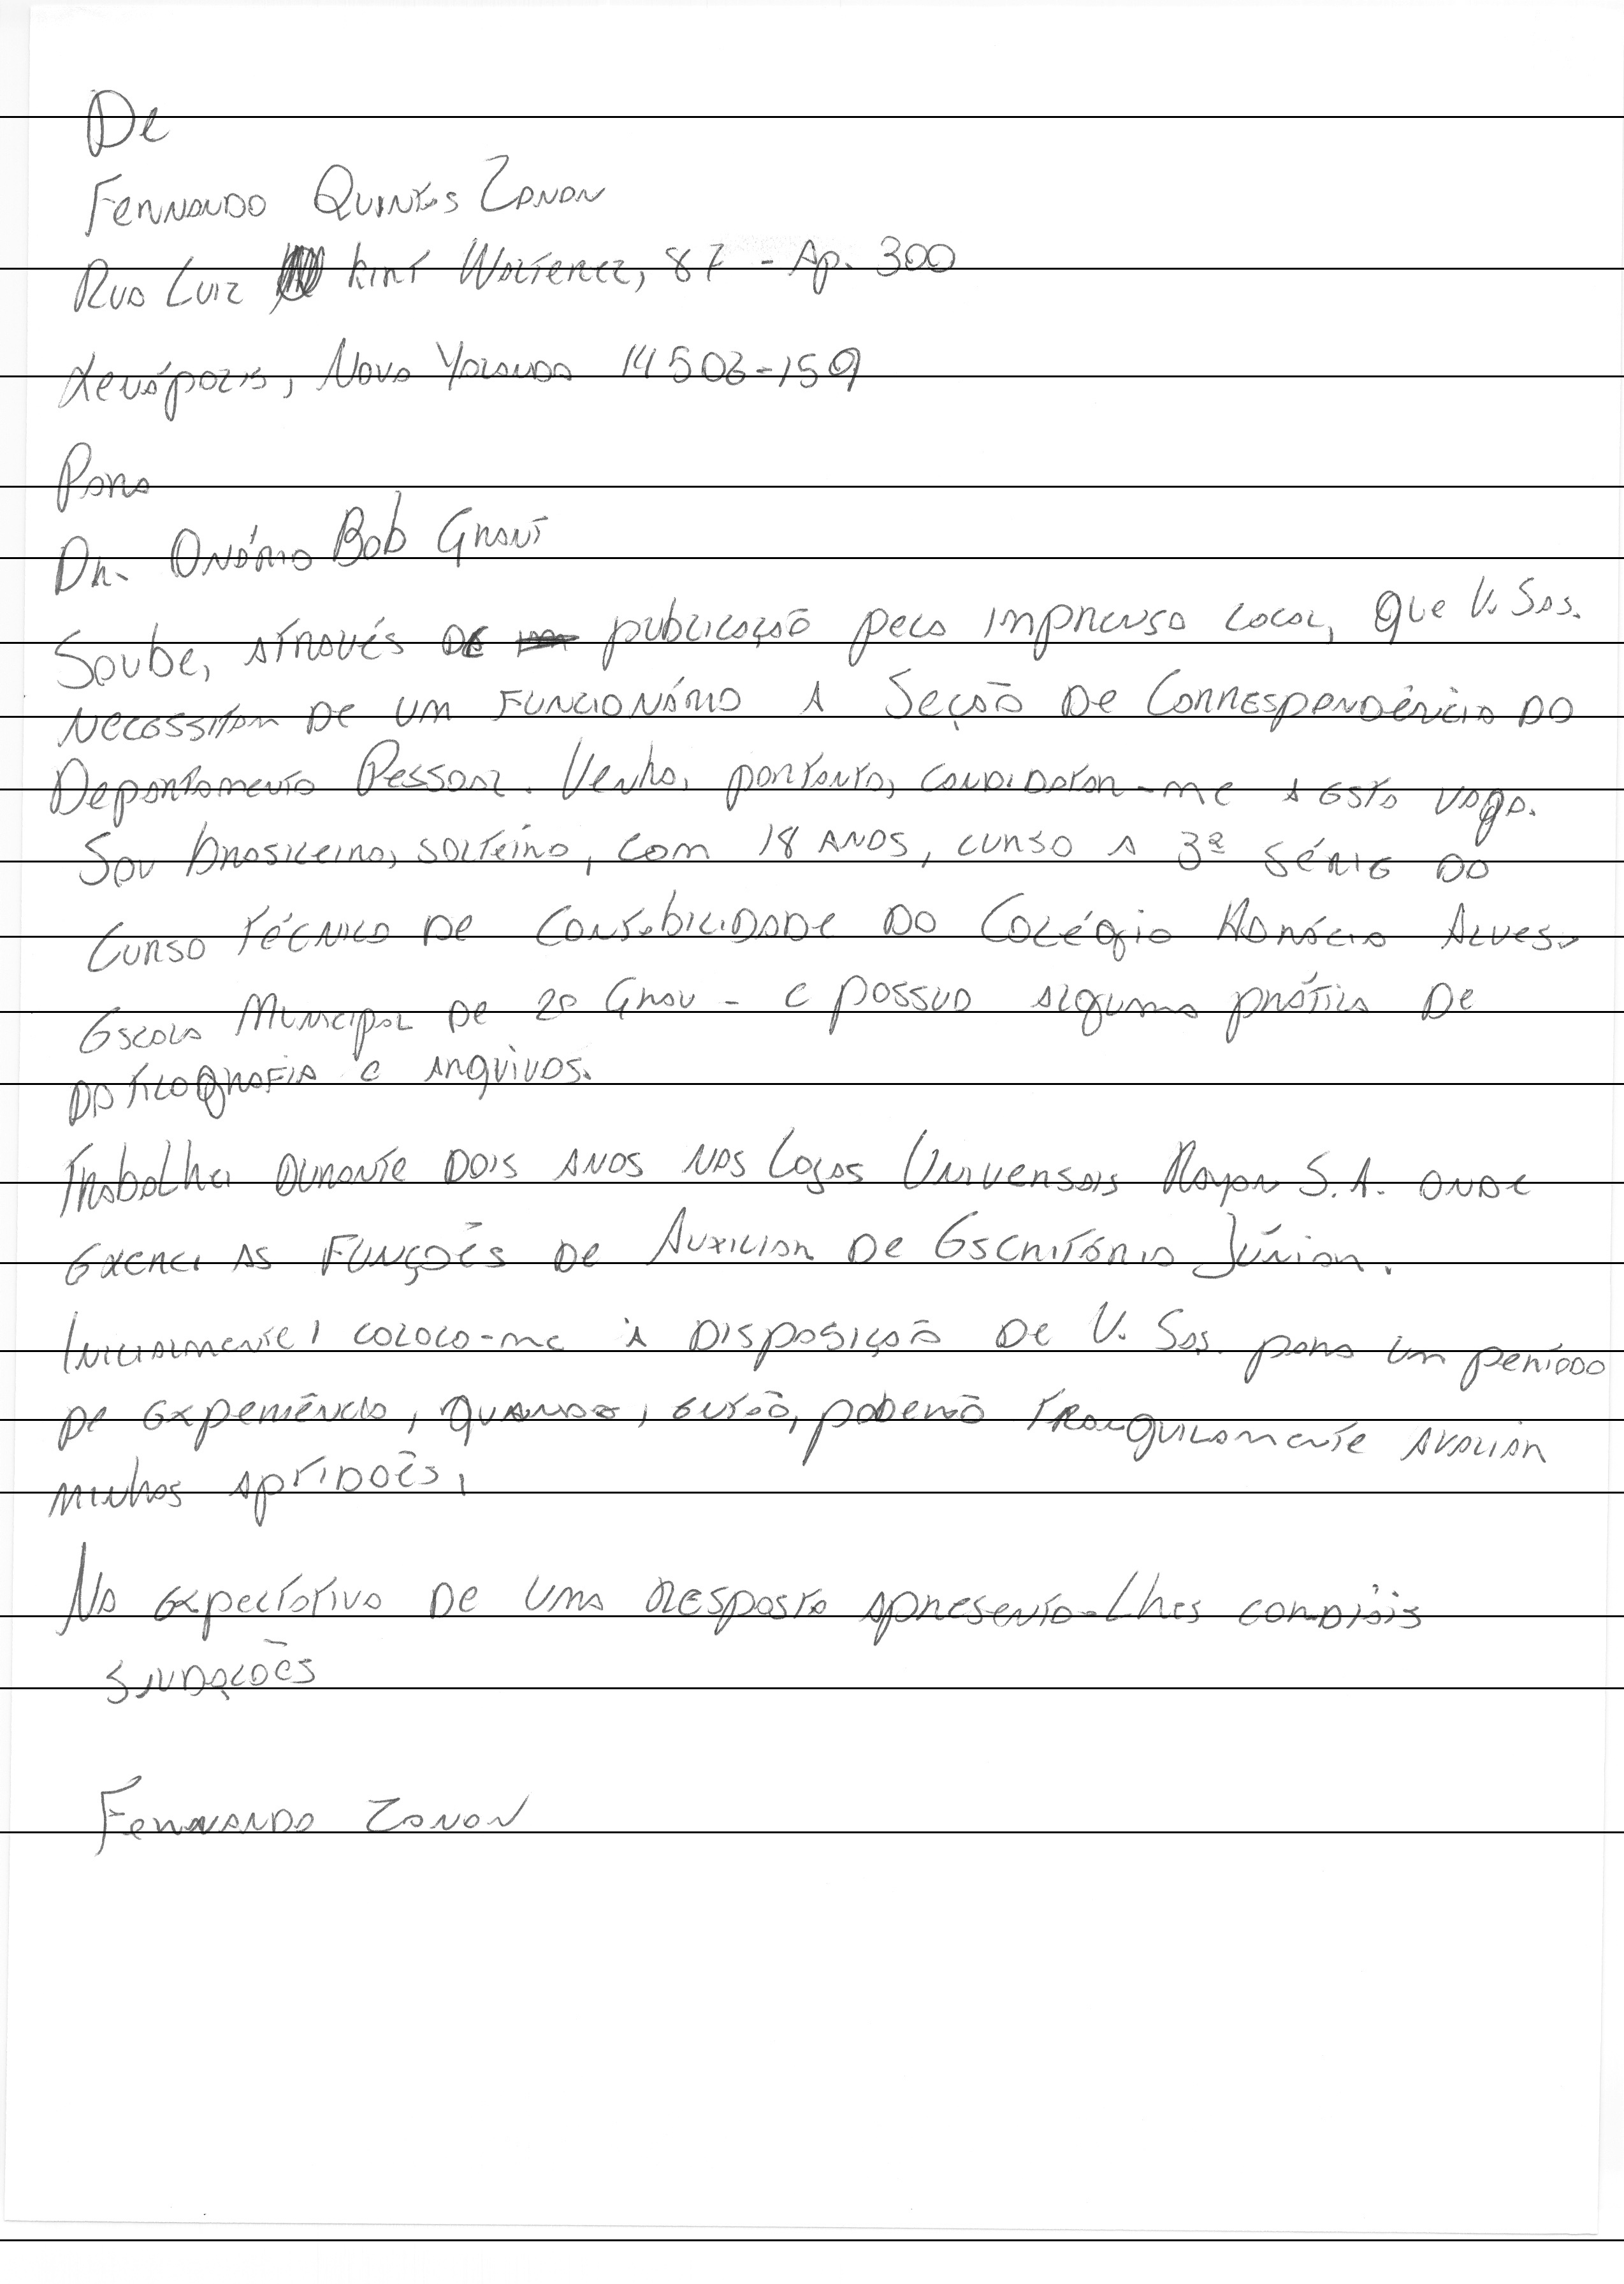 De
Fernando Quintes Zanon
Rua Luiz Kint Walterez, 87 - Ap. 300
Xenópolis, Nova Yolanda 14503-159
Para
Dr. Onório Bob Grant
Soube, através de publicação pela imprensa local, que V. Sas.
necessitam de um funcionário a Seção de Correspondência do
Departamento Pessoal. Venho, portanto, candidatar-me a esta vaga.
Sou brasileiro, solteiro, com 18 anos, curso a 3ª série do
Curso técnico de Contabilidade do Colégio Horácio Alves -
Escola Municipal de 2º Grau - e possuo alguma prática de
datilografia e arquivos.
Trabalhei durante dois anos nas Lojas Universais Rayor S.A. onde
exerci as funções de Auxiliar de Escritório Júnior.
Inicialmente, coloco-me à disposição de V. Sas. para um período
de experiência, quando, então, poderão tranquilamente avaliar
minhas aptidões.
Na expectativa de uma resposta apresento-lhes cordiais
saudações
Fernando Zanon